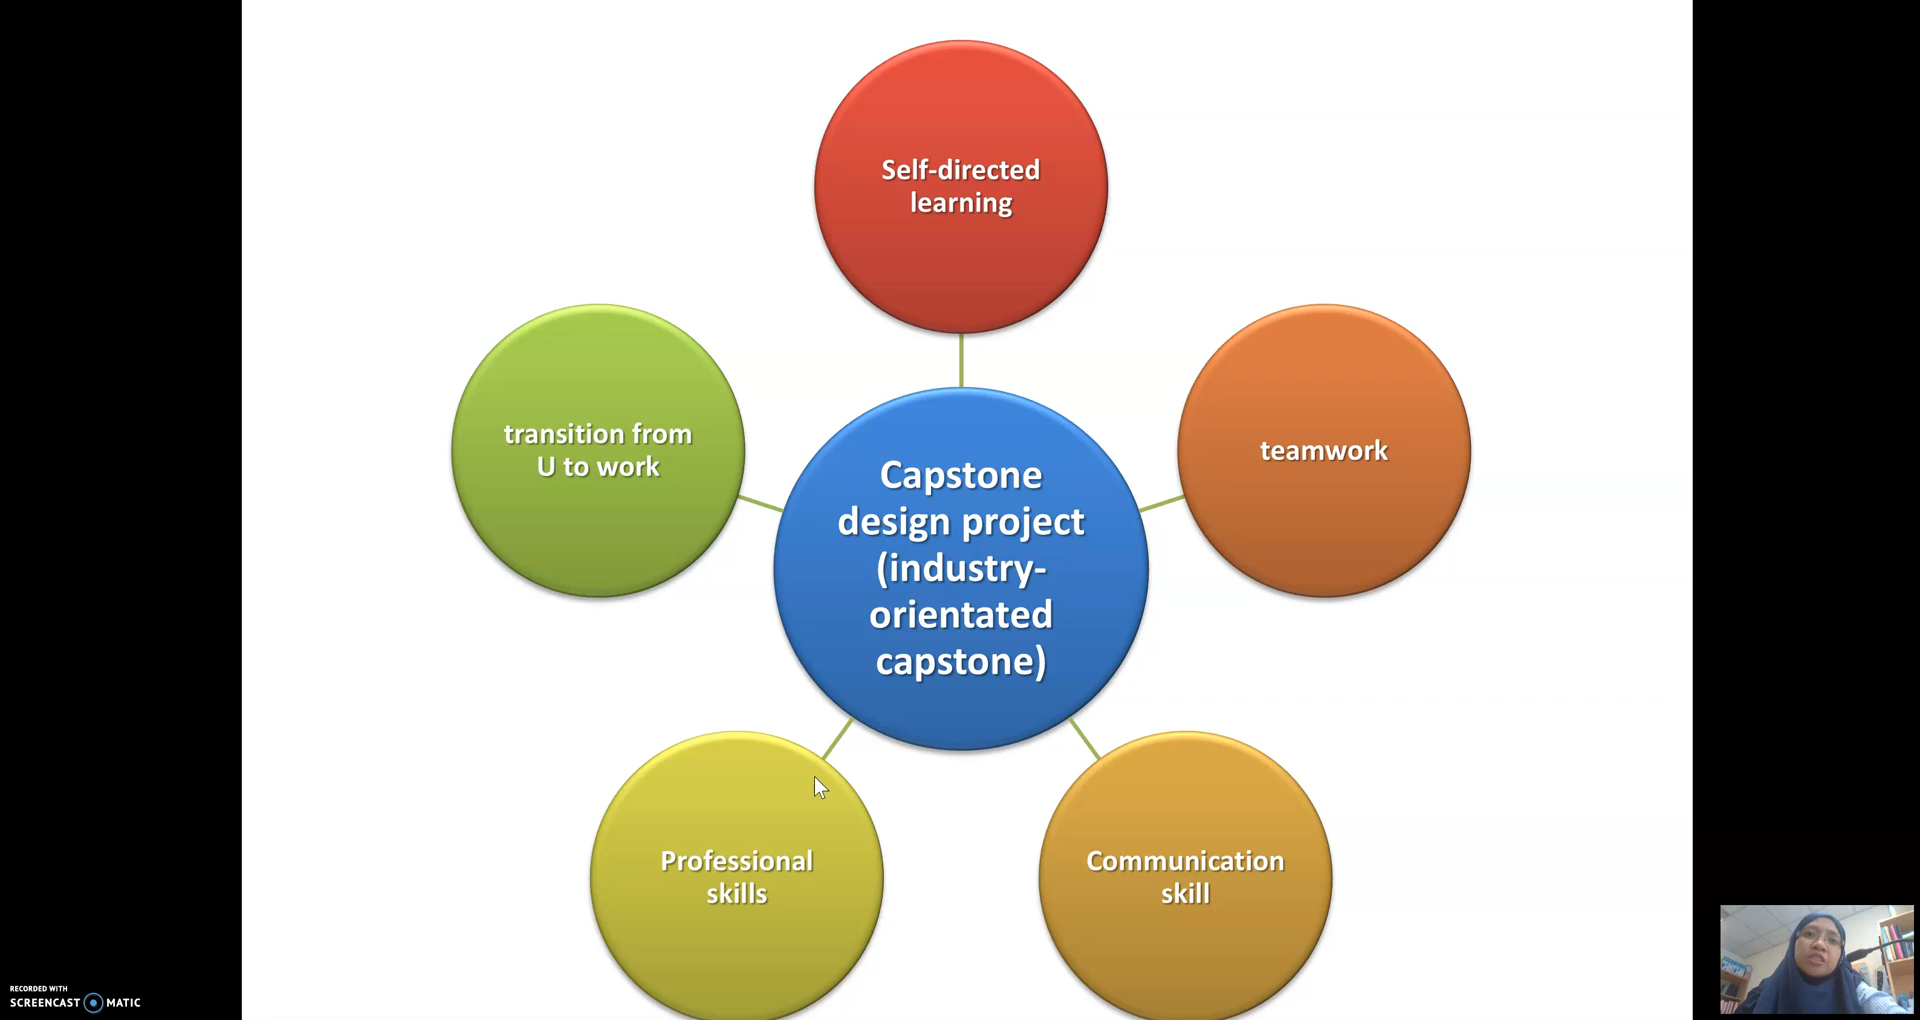 Self-directed
learning
transition from
U to work
teamwork
Capstone
design project
(industry-
orientated
capstone)
Professional
skills
Communication
skill
RECORDED WITH
SCREENCAST MATIC